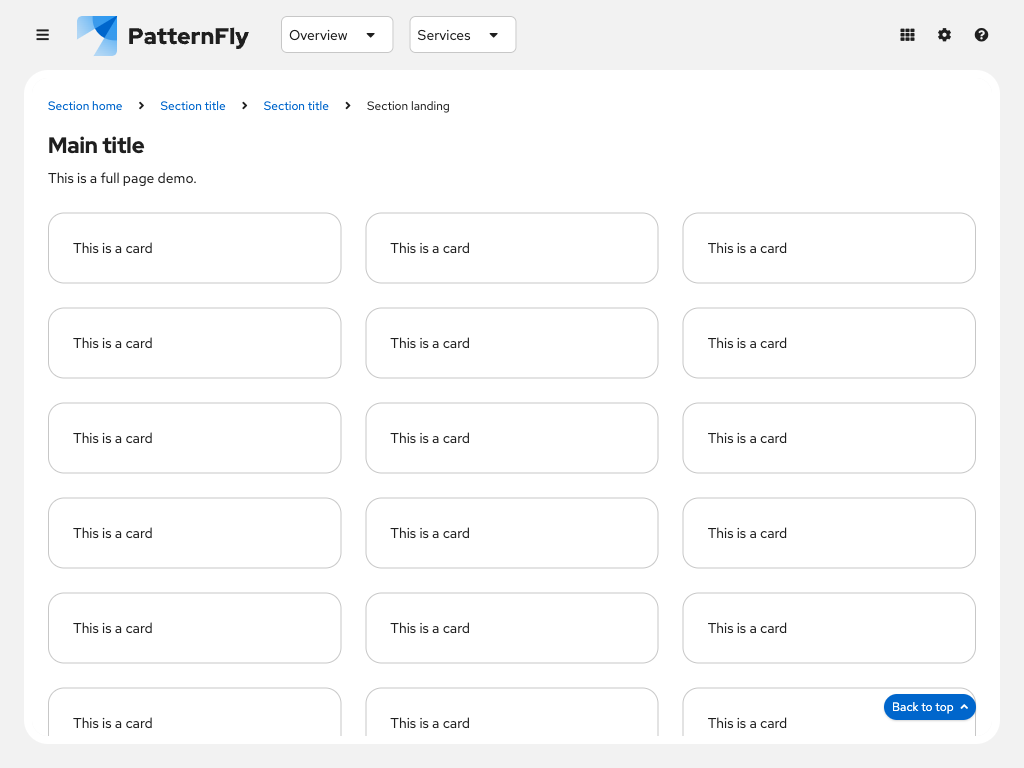 PatternFly Overview Services
Section home Section title Section title Section landing
Main title
This is a full page demo.
This is a card This is a card This is a card
This is a card This is a card This is a card
This is a card This is a card This is a card
This is a card This is a card This is a card
This is a card This is a card This is a card
This is a card This is a card This is a card
Back to top